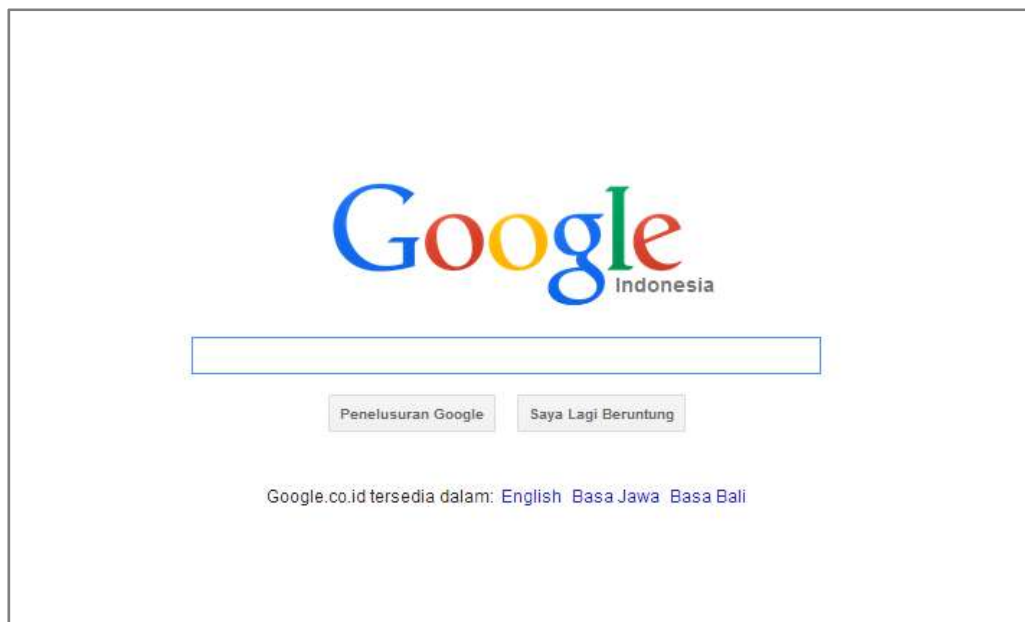 Google
Indonesia
Penelusuran Google Saya Lagi Beruntung
Google.co.id tersedia dalam: English Basa Jawa Basa Bali